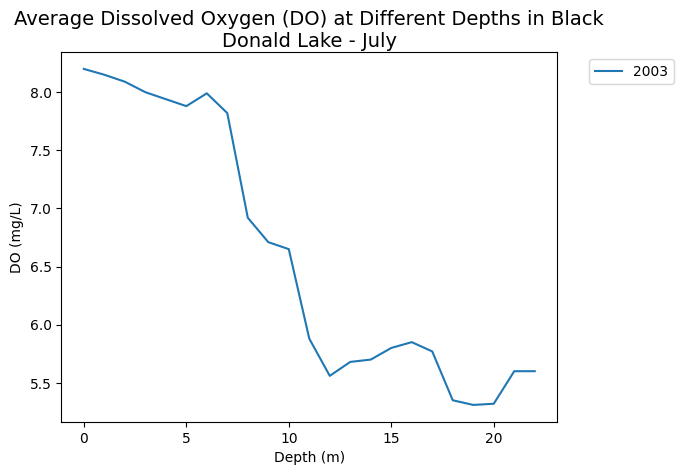 Average Dissolved Oxygen (DO) at Different Depths in Black
Donald Lake - July
2003
8.0
7.5
7.0
6.5
6.0
5.5
DO (mg/L)
0 5 10 15 20
Depth (m)